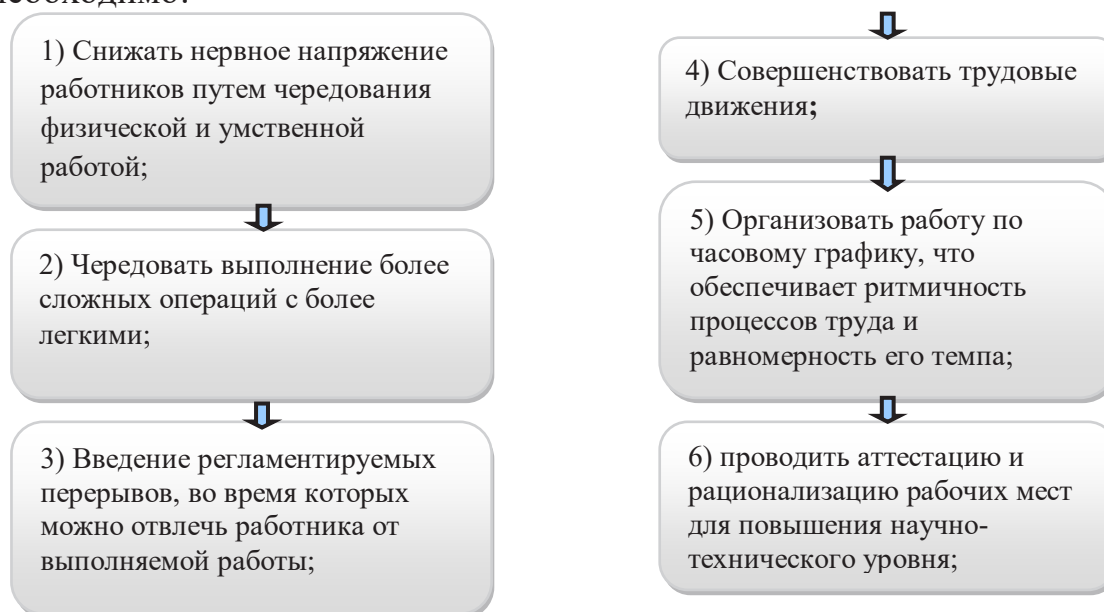 необходимо:
1) Снижать нервное напряжение
работников путем чередования
физической и умственной
работой;
2) Чередовать выполнение более
сложных операций с более
легкими;
3) Введение регламентируемых
перерывов, во время которых
можно отвлечь работника от
выполняемой работы;
4) Совершенствовать трудовые
движения;
5) Организовать работу по
часовому графику, что
обеспечивает ритмичность
процессов труда и
равномерность его темпа;
6) проводить аттестацию и
рационализацию рабочих мест
для повышения научно-
технического уровня;